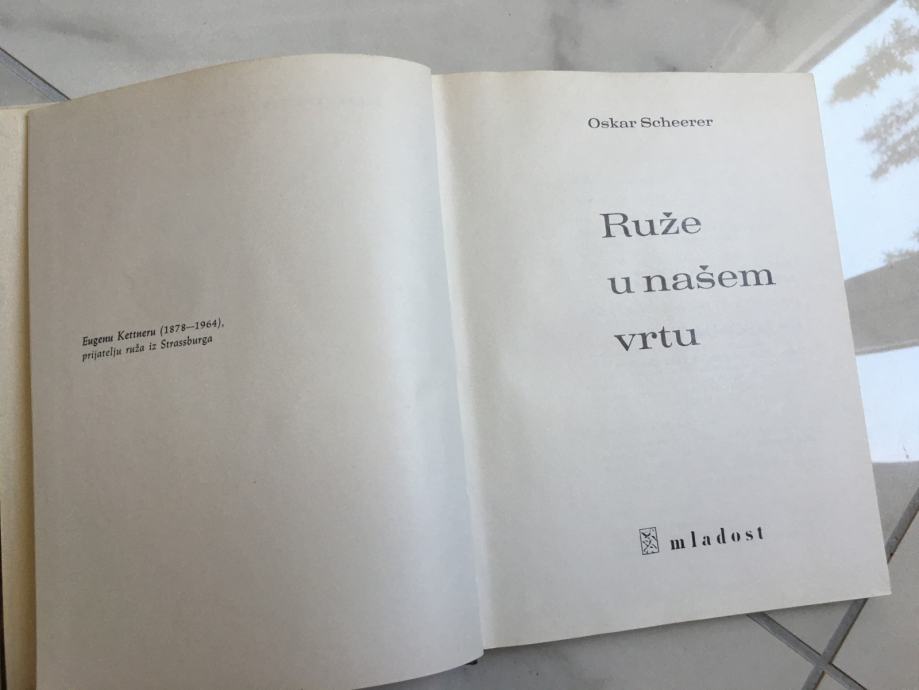 Eugenu Kettneru (1878—1964),
prijatelju ruža iz Strassburga
Oskar Scheerer
Ruže
u našem
vrtu
mladost